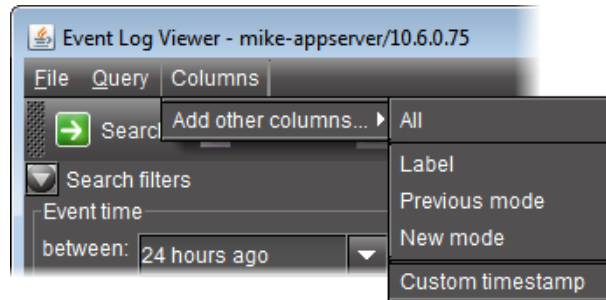 Event Log Viewer - mike-appserver/10.6.0.75
File Query Columns
Search
Add other columns...
All
Label
Previous mode
New mode
Custom timestamp
Search filters
Event time
between: 24 hours ago